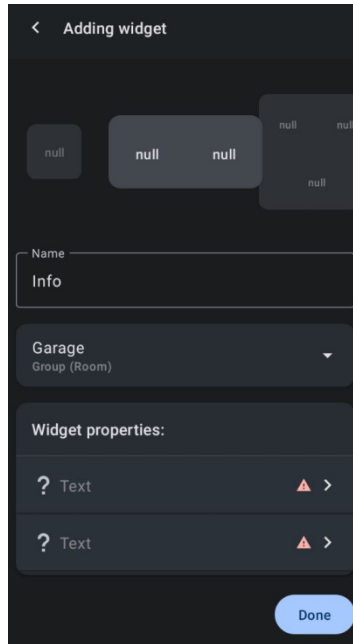 Adding widget
null
null null
null null
null
Name
Info
Garage
Group (Room)
Widget properties:
? Text
? Text
Done